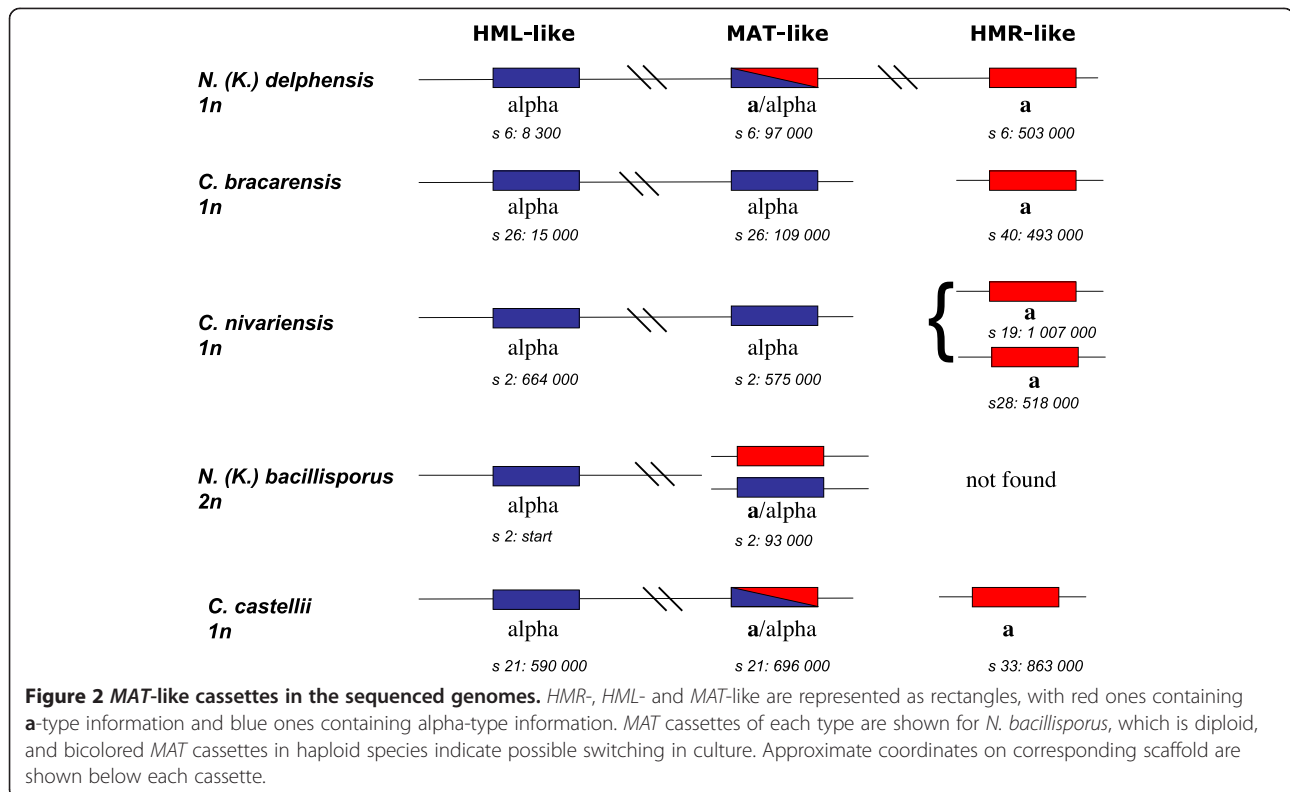 HML-like MAT-like HMR-like
N. (K.) delphensis
1n
alpha a/alpha a
s 6: 8 300 s 6: 97 000 s 6: 503 000
C. bracarensis
1n
alpha alpha a
s 26: 15 000 s 26: 109 000 s 40: 493 000
C. nivariensis
1n
{
alpha alpha a
s 19: 1 007 000
a
s 2: 664 000 s 2: 575 000 s28: 518 000
N. (K.) bacillisporus
2n
alpha a/alpha not found
s 2: start s 2: 93 000
C. castellii
1n
alpha a/alpha a
s 21: 590 000 s 21: 696 000 s 33: 863 000
Figure 2 MAT-like cassettes in the sequenced genomes. HMR-, HML- and MAT-like are represented as rectangles, with red ones containing
a-type information and blue ones containing alpha-type information. MAT cassettes of each type are shown for N. bacillisporus, which is diploid,
and bicolored MAT cassettes in haploid species indicate possible switching in culture. Approximate coordinates on corresponding scaffold are
shown below each cassette.